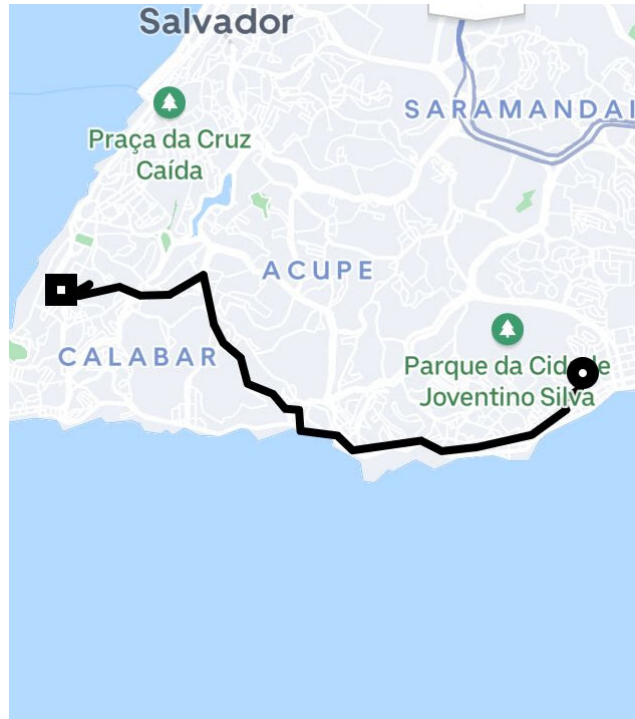 Salvador
SARAMANDAI
Praça da Cruz
Caída
ACUPE
CALABAR
Parque da Cidade
Joventino Silva